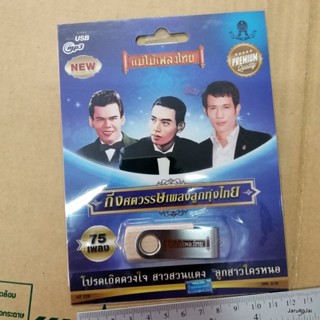 USB
mp3
NEW
แม่ไม้เพลงไทย
PREMIUM
Quality
กึ่งศตวรรษเพลงลูกทุ่งไทย
75
เพลง
โปรดเถิดดวงใจ สาวสวนแตง ลูกสาวใครหนอ
Jarung.j